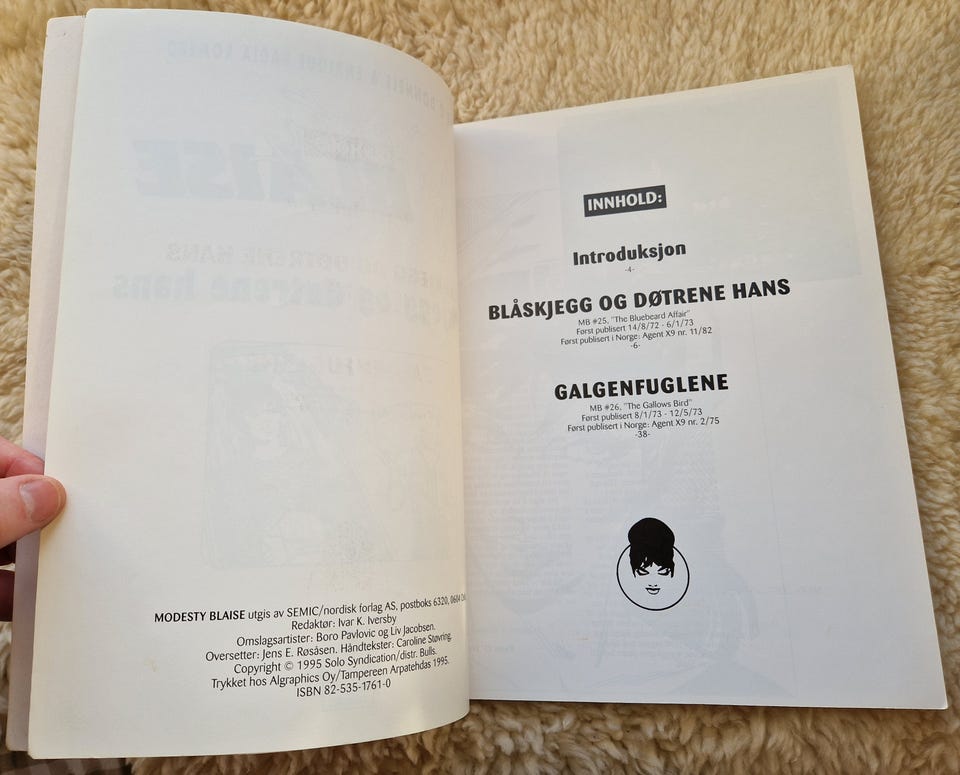 MODESTY BLAISE utgis av SEMIC/nordisk forlag AS, postboks 6320, 0604
Redaktør: Ivar K. Iversby
Omslagsartister: Boro Pavlovic og Liv Jacobsen.
Oversetter: Jens E. Røsåsen. Håndtekster: Caroline Støvring.
Copyright © 1995 Solo Syndication/distr. Bulls.
Trykket hos Algraphics Oy/Tampereen Arpatehdas 1995.
ISBN 82-535-1761-0
INNHOLD:
Introduksjon
-4-
BLÅSKJEGG OG DØTRENE HANS
MB #25, "The Bluebeard Affair"
Først publisert 14/8/72 - 6/1/73
Først publisert i Norge: Agent X9 nr. 11/82
-6-
GALGENFUGLENE
MB #26, "The Gallows Bird"
Først publisert 8/1/73 - 12/5/73
Først publisert i Norge: Agent X9 nr. 2/75
-38-